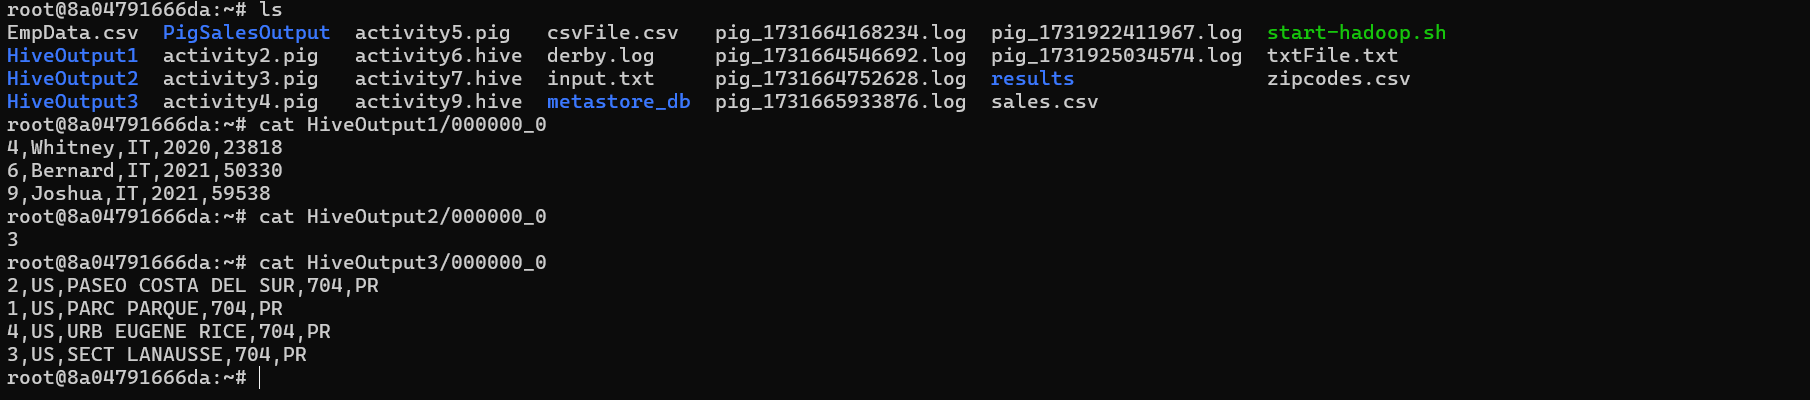 root@8a04791666da:~# ls
EmpData.csv  PigSalesOutput  activity5.pig   csvFile.csv   pig_1731664168234.log  pig_1731922411967.log  start-hadoop.sh
HiveOutput1  activity2.pig   activity6.hive  derby.log     pig_1731664546692.log  pig_1731925034574.log  txtFile.txt
HiveOutput2  activity3.pig   activity7.hive  input.txt     pig_1731664752628.log  results                zipcodes.csv
HiveOutput3  activity4.pig   activity9.hive  metastore_db  pig_1731665933876.log  sales.csv
root@8a04791666da:~# cat HiveOutput1/000000_0
4,Whitney,IT,2020,23818
6,Bernard,IT,2021,50330
9,Joshua,IT,2021,59538
root@8a04791666da:~# cat HiveOutput2/000000_0
3
root@8a04791666da:~# cat HiveOutput3/000000_0
2,US,PASEO COSTA DEL SUR,704,PR
1,US,PARC PARQUE,704,PR
4,US,URB EUGENE RICE,704,PR
3,US,SECT LANAUSSE,704,PR
root@8a04791666da:~#